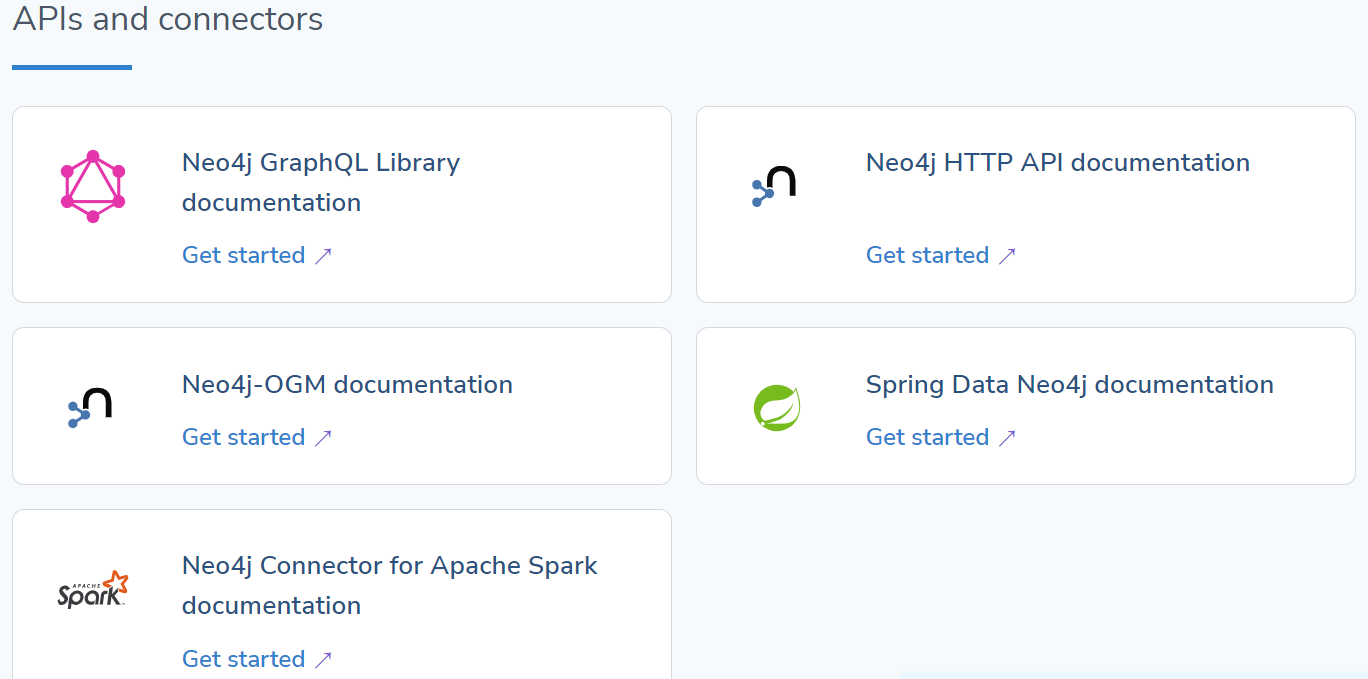 APIs and connectors
Neo4j GraphQL Library
documentation
Get started ↗
Neo4j HTTP API documentation
Get started ↗
Neo4j-OGM documentation
Get started ↗
Spring Data Neo4j documentation
Get started ↗
APACHE
Spark
Neo4j Connector for Apache Spark
documentation
Get started ↗